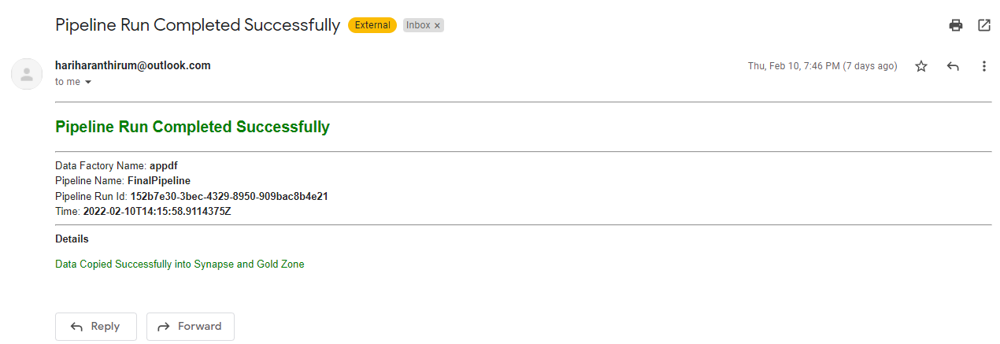 Pipeline Run Completed Successfully External Inbox ×
hariharanthirum@outlook.com Thu, Feb 10, 7:46 PM (7 days ago)
to me
Pipeline Run Completed Successfully
Data Factory Name: appdf
Pipeline Name: FinalPipeline
Pipeline Run Id: 152b7e30-3bec-4329-8950-909bac8b4e21
Time: 2022-02-10T14:15:58.9114375Z
Details
Data Copied Successfully into Synapse and Gold Zone
Reply Forward